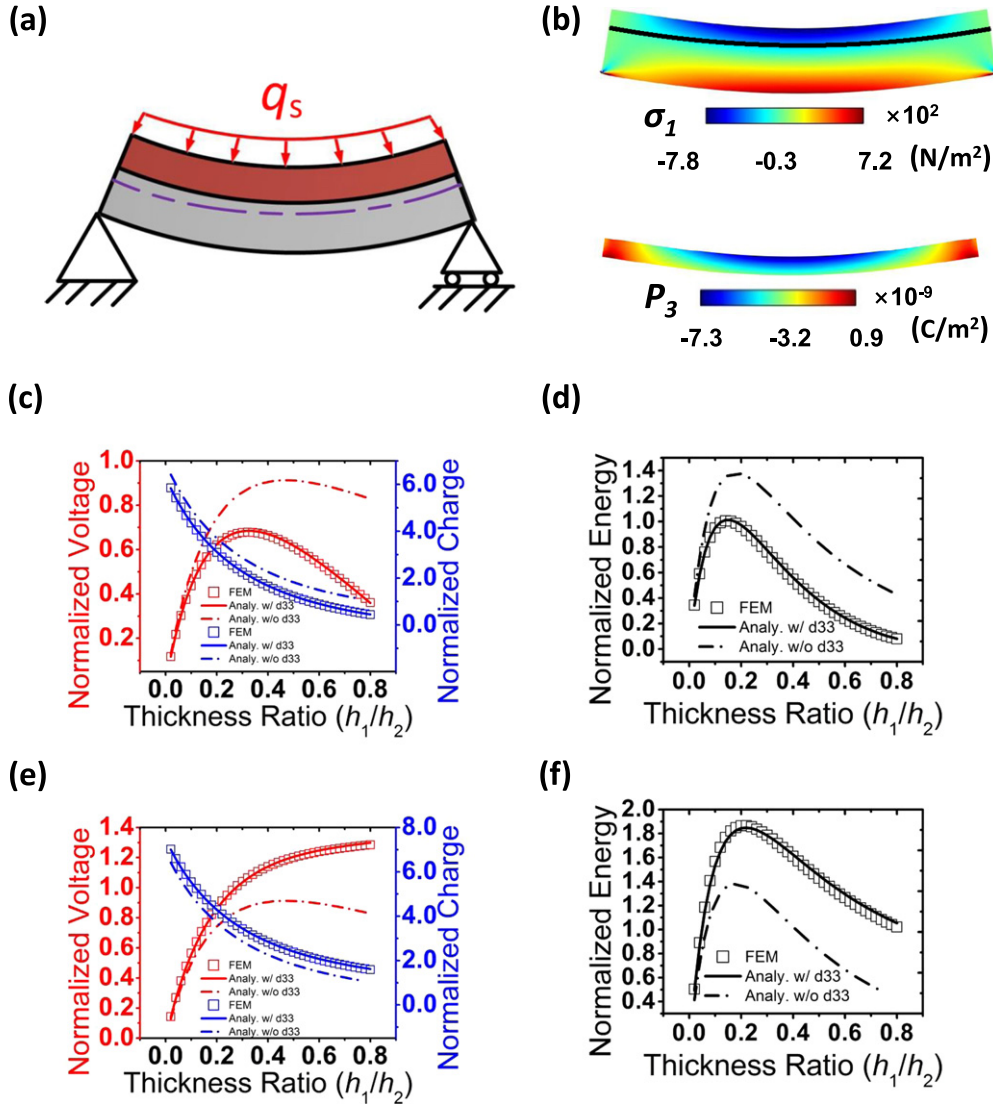 (a)
q_s
(b)
σ_1 ×10^2
-7.8 -0.3 7.2 (N/m^2)
P_3 ×10^-9
-7.3 -3.2 0.9 (C/m^2)
(c)
Normalized Voltage
1.0
0.8
0.6
0.4
0.2
6.0
4.0
2.0
0.0
Normalized Charge
FEM
Analy. w/ d33
Analy. w/o d33
FEM
Analy. w/ d33
Analy. w/o d33
0.0 0.2 0.4 0.6 0.8
Thickness Ratio (h_1/h_2)
(d)
Normalized Energy
1.4
1.2
1.0
0.8
0.6
0.4
0.2
0.0
FEM
Analy. w/ d33
Analy. w/o d33
0.0 0.2 0.4 0.6 0.8
Thickness Ratio (h_1/h_2)
(e)
Normalized Voltage
1.4
1.2
1.0
0.8
0.6
0.4
0.2
0.0
8.0
6.0
4.0
2.0
0.0
Normalized Charge
FEM
Analy. w/ d33
Analy. w/o d33
FEM
Analy. w/ d33
Analy. w/o d33
0.0 0.2 0.4 0.6 0.8
Thickness Ratio (h_1/h_2)
(f)
Normalized Energy
2.0
1.8
1.6
1.4
1.2
1.0
0.8
0.6
0.4
FEM
Analy. w/ d33
Analy. w/o d33
0.0 0.2 0.4 0.6 0.8
Thickness Ratio (h_1/h_2)